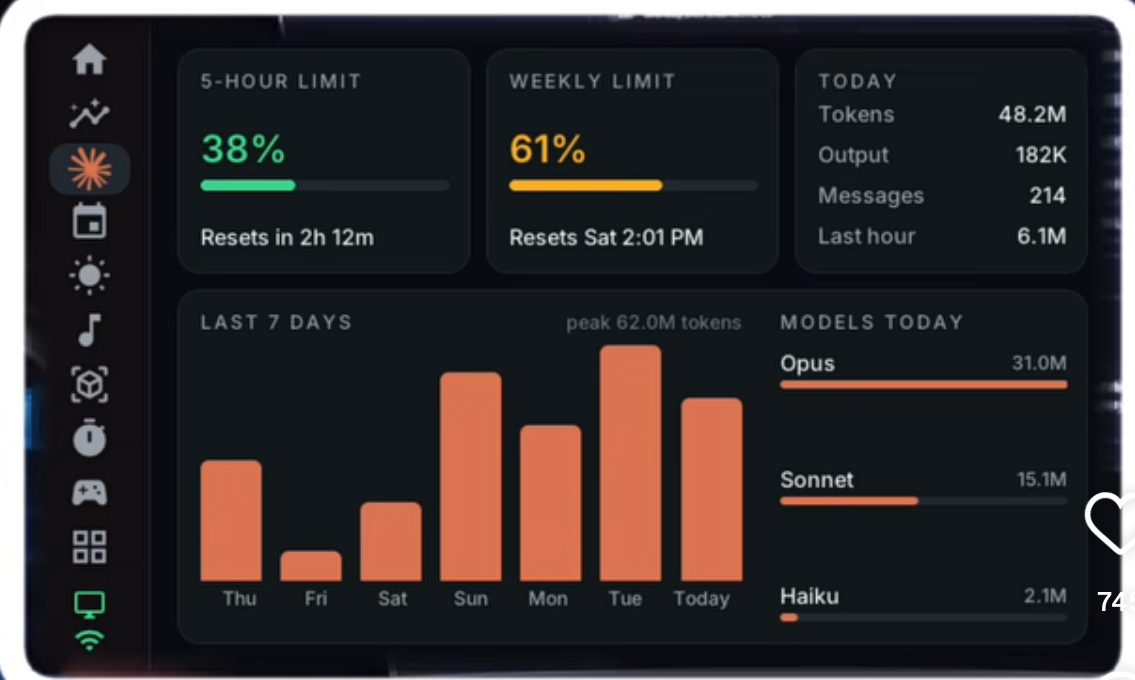 5-HOUR LIMIT
38%
Resets in 2h 12m
WEEKLY LIMIT
61%
Resets Sat 2:01 PM
TODAY
Tokens 48.2M
Output 182K
Messages 214
Last hour 6.1M
LAST 7 DAYS peak 62.0M tokens
Thu Fri Sat Sun Mon Tue Today
MODELS TODAY
Opus 31.0M
Sonnet 15.1M
Haiku 2.1M